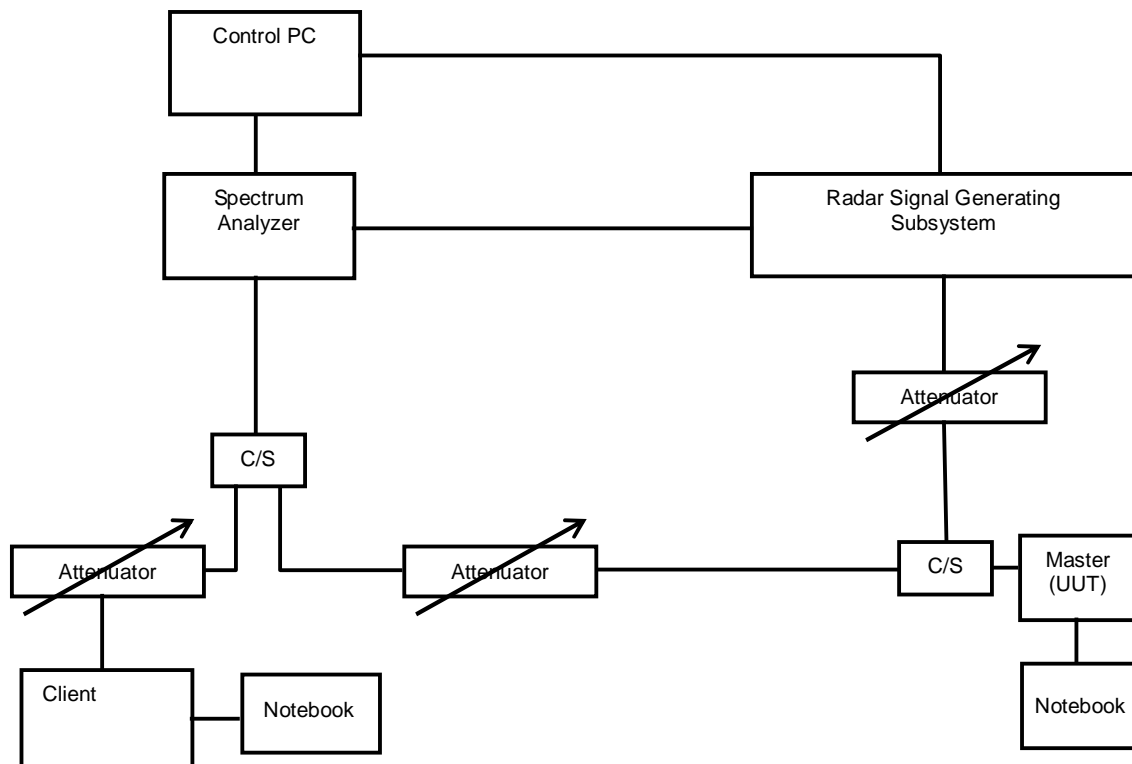 Control PC
Spectrum
Analyzer
Radar Signal Generating
Subsystem
Attenuator
C/S
Attenuator
Attenuator
C/S
Master
(UUT)
Client
Notebook
Notebook